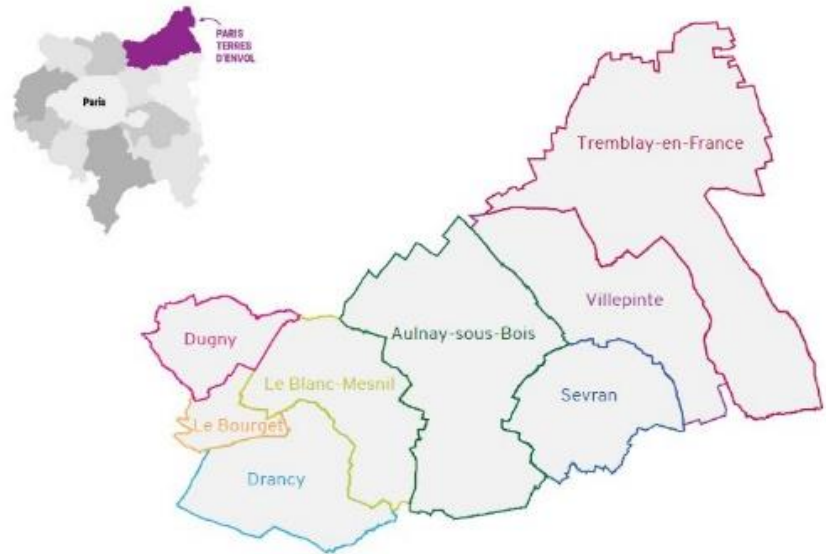 PARIS
TERRES
D'ENVOL
Paris
Tremblay-en-France
Villepinte
Aulnay-sous-Bois
Dugny
Le Blanc-Mesnil
Sevran
Le Bourget
Drancy